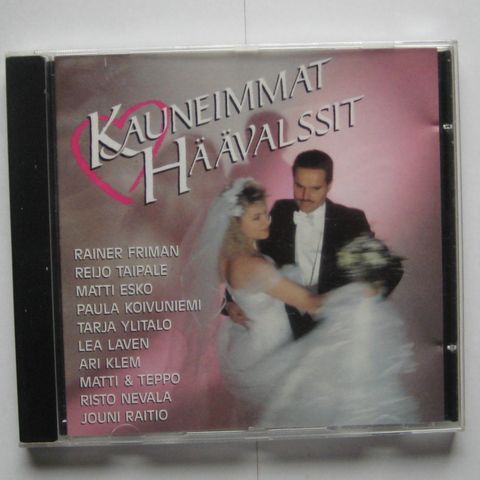 KAUNEIMMAT
HÄÄVALSSIT
RAINER FRIMAN
REIJO TAIPALE
MATTI ESKO
PAULA KOIVUNIEMI
TARJA YLITALO
LEA LAVEN
ARI KLEM
MATTI & TEPPO
RISTO NEVALA
JOUNI RAITIO